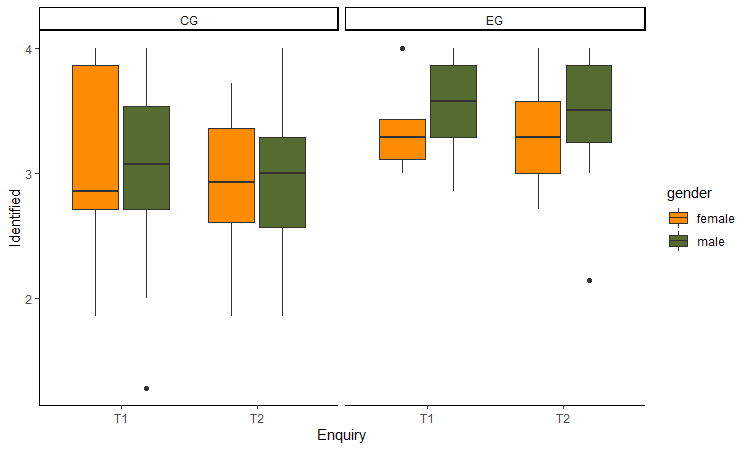 CG EG
4
3
2
Identified
T1 T2 T1 T2
Enquiry
gender
female
male